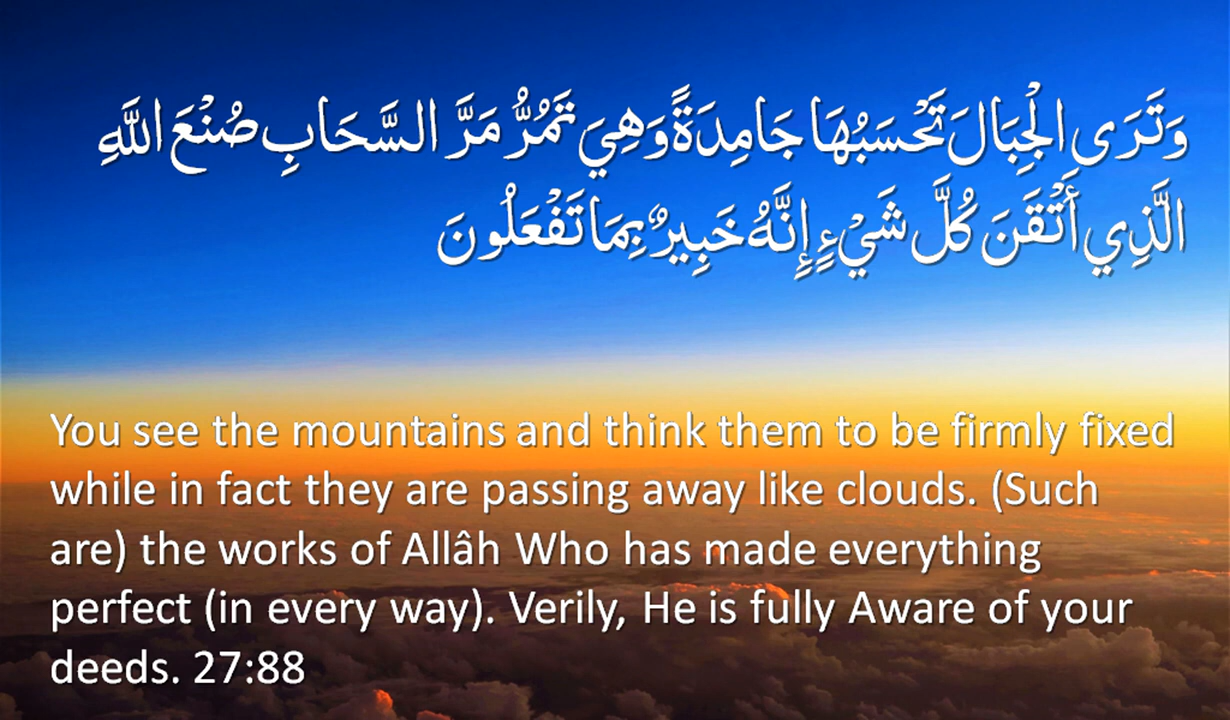 وَتَرَى الْجِبَالَ تَحْسَبُهَا جَامِدَةً وَهِيَ تَمُرُّ مَرَّ السَّحَابِ صُنْعَ اللَّهِ
الَّذِي أَتْقَنَ كُلَّ شَيْءٍ إِنَّهُ خَبِيرٌ بِمَا تَفْعَلُونَ
You see the mountains and think them to be firmly fixed
while in fact they are passing away like clouds. (Such
are) the works of Allâh Who has made everything
perfect (in every way). Verily, He is fully Aware of your
deeds. 27:88